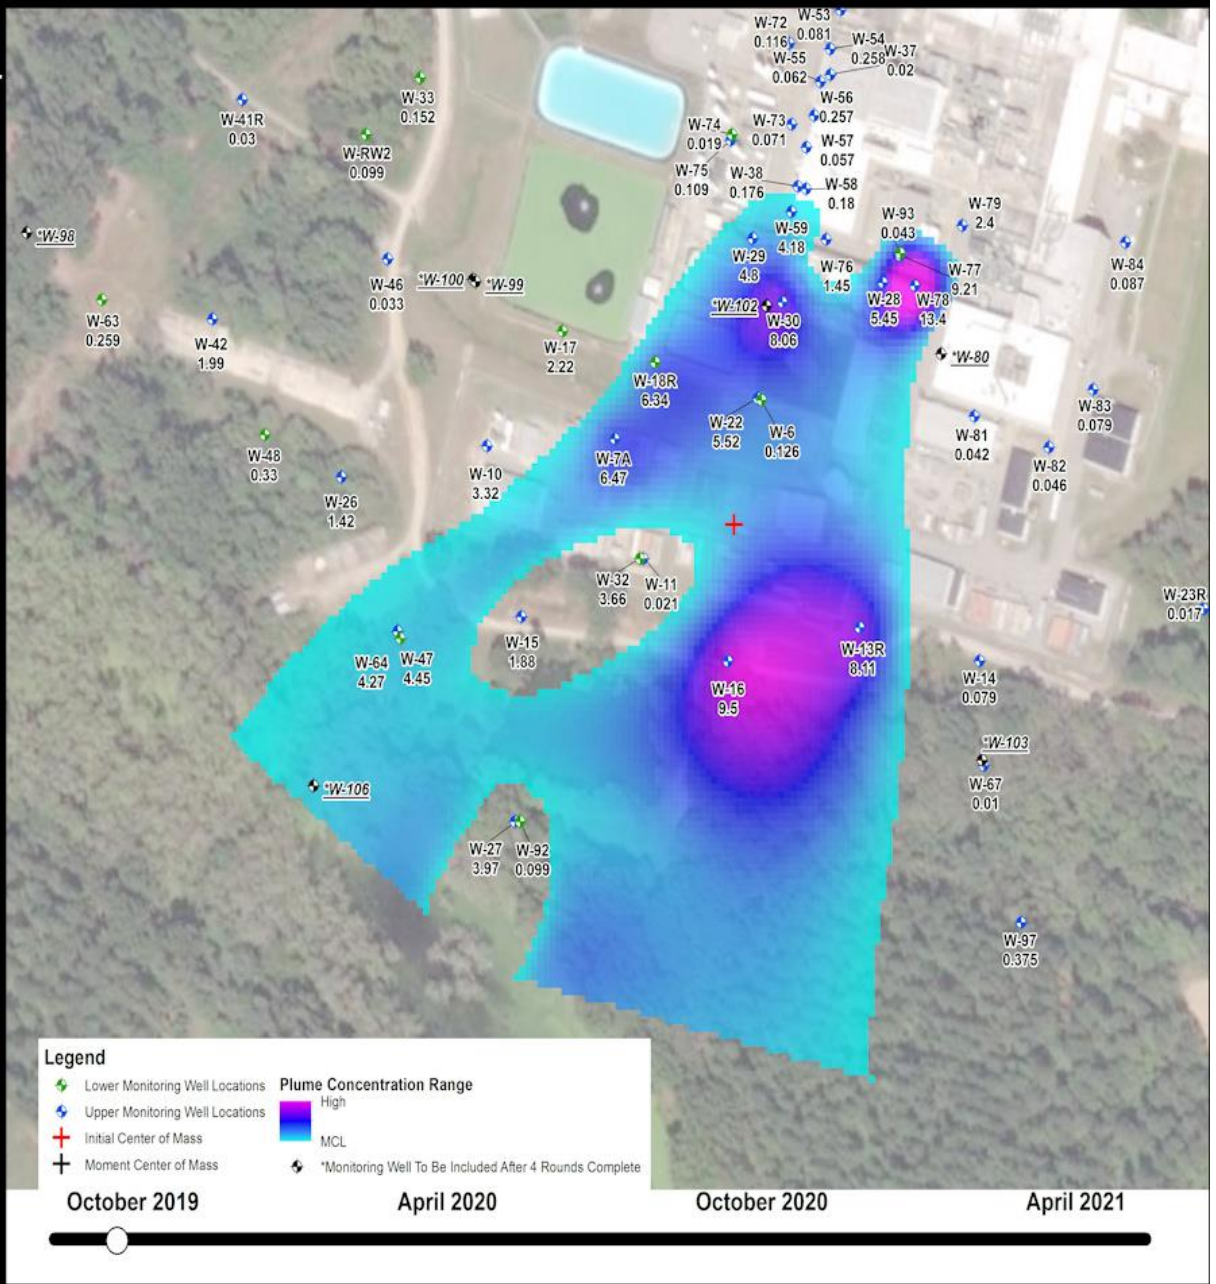 W-72
0.116
W-53
0.081
W-54
0.258
W-37
0.02
W-55
0.062
W-33
0.152
W-41R
0.03
W-RW2
0.099
W-56
0.257
W-74
0.019
W-73
0.071
W-57
0.057
W-75
0.109
W-38
0.176
W-58
0.18
W-79
2.4
W-93
0.043
*W-98
W-59
4.18
W-29
4.8
W-76
1.45
W-84
0.087
W-77
9.21
W-46
0.033
*W-100
*W-99
W-28
5.45
W-78
13.4
*W-102
W-30
8.06
W-63
0.259
W-42
1.99
W-17
2.22
*W-80
W-18R
6.34
W-83
0.079
W-22
5.52
W-6
0.126
W-81
0.042
W-82
0.046
W-48
0.33
W-10
3.32
W-7A
6.47
W-26
1.42
W-32
3.66
W-11
0.021
W-23R
0.017
W-15
1.88
W-64
4.27
W-47
4.45
W-13R
8.11
W-16
9.5
W-14
0.079
*W-103
W-67
0.01
*W-106
W-27
3.97
W-92
0.099
W-97
0.375
Legend
Lower Monitoring Well Locations
Upper Monitoring Well Locations
Initial Center of Mass
Moment Center of Mass
Plume Concentration Range
High
MCL
*Monitoring Well To Be Included After 4 Rounds Complete
October 2019
April 2020
October 2020
April 2021